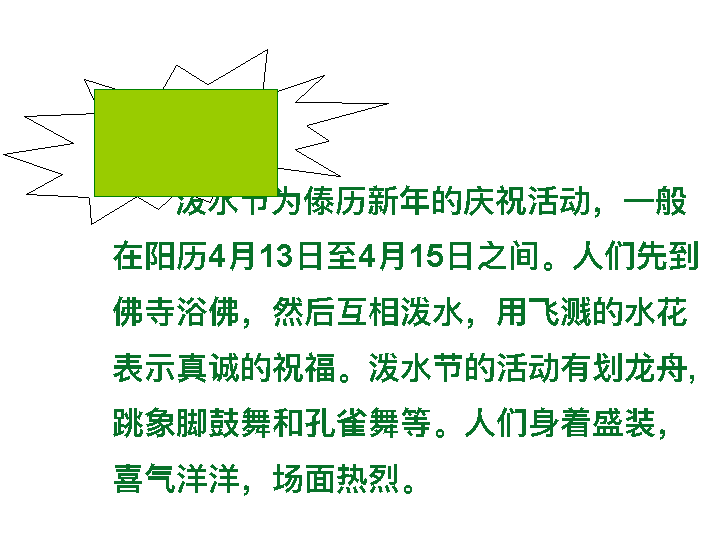 泼水节为傣历新年的庆祝活动，一般
在阳历4月13日至4月15日之间。人们先到
佛寺浴佛，然后互相泼水，用飞溅的水花
表示真诚的祝福。泼水节的活动有划龙舟,
跳象脚鼓舞和孔雀舞等。人们身着盛装，
喜气洋洋，场面热烈。